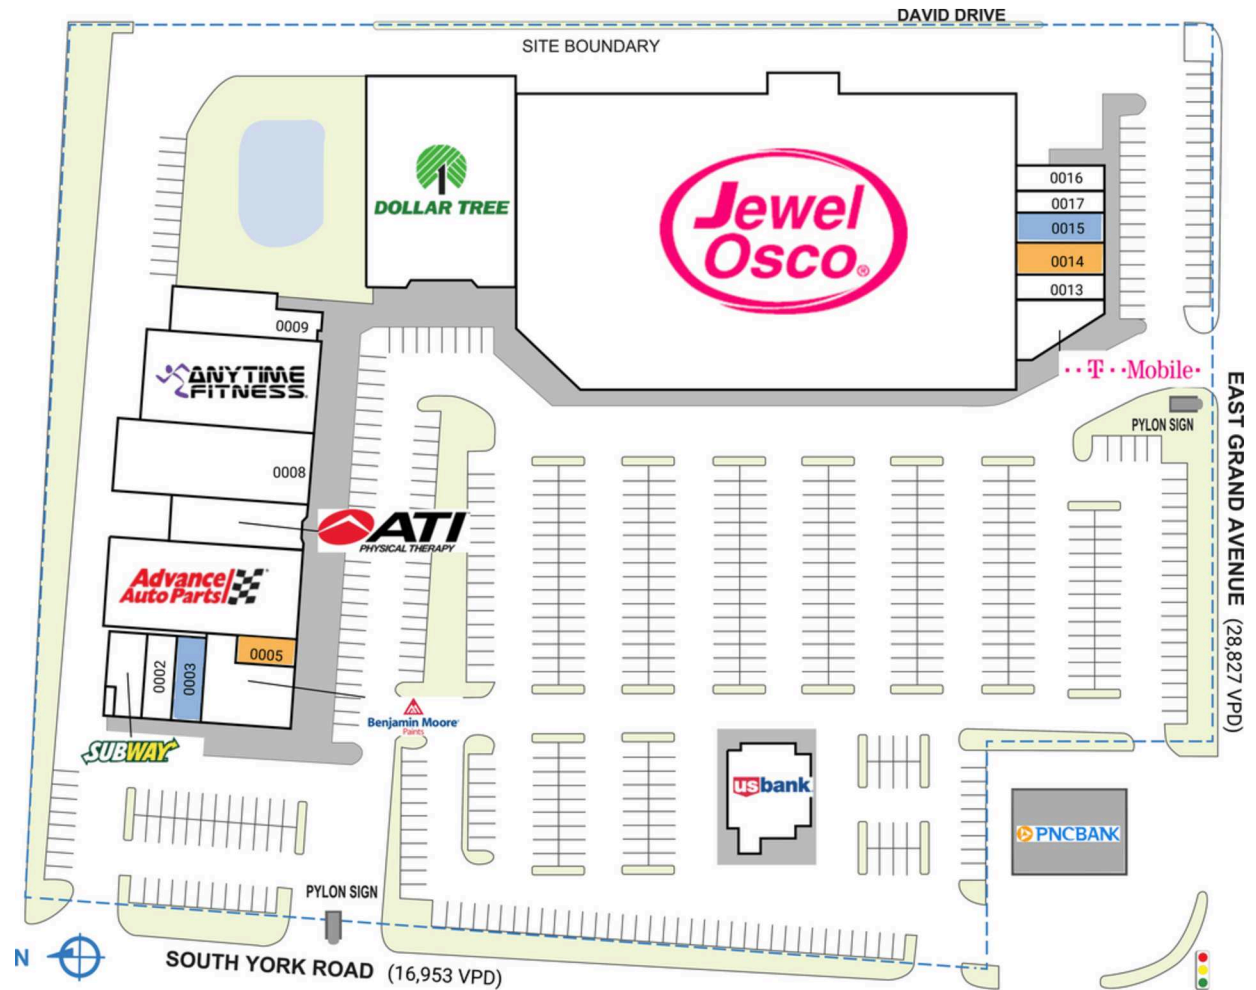 DAVID DRIVE
SITE BOUNDARY
DOLLAR TREE
Jewel
Osco®
0016
0017
0015
0014
0013
T Mobile
PYLON SIGN
EAST GRAND AVENUE (28,827 VPD)
0009
ANYTIME
FITNESS
0008
ATI
PHYSICAL THERAPY
Advance
Auto Parts
0002
0003
0005
Benjamin Moore
Paints
SUBWAY
usbank
PNCBANK
PYLON SIGN
N
SOUTH YORK ROAD (16,953 VPD)